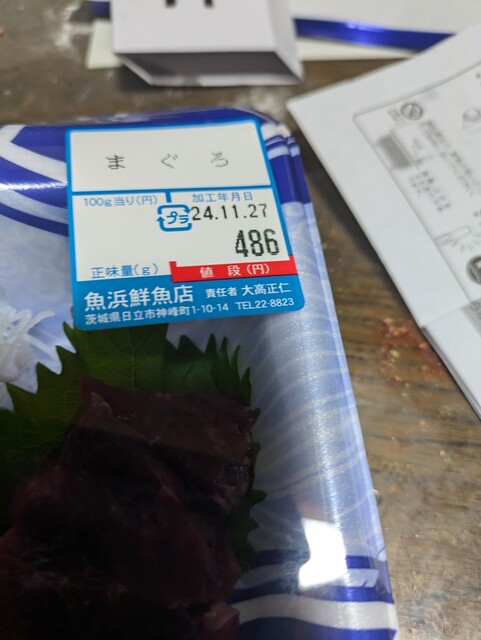 まぐろ
100g当り(円)
加工年月日
プラ
24.11.27
486
正味量(g)
値段(円)
魚浜鮮魚店 責任者 大高正仁
茨城県日立市神峰町1-10-14 TEL.22-8823